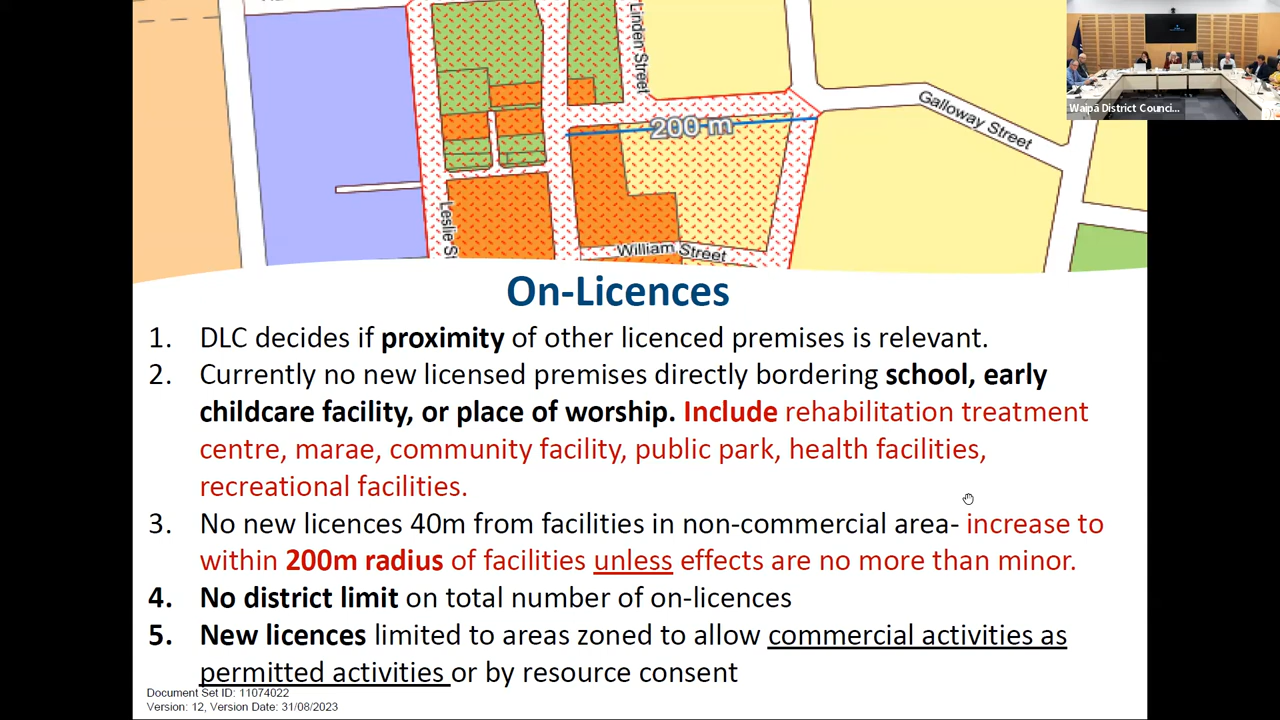 Linden Street
200 m
Galloway Street
Leslie St
William Street
Waipā District Counci...
On-Licences
1. DLC decides if proximity of other licenced premises is relevant.
2. Currently no new licensed premises directly bordering school, early
childcare facility, or place of worship. Include rehabilitation treatment
centre, marae, community facility, public park, health facilities,
recreational facilities.
3. No new licences 40m from facilities in non-commercial area- increase to
within 200m radius of facilities unless effects are no more than minor.
4. No district limit on total number of on-licences
5. New licences limited to areas zoned to allow commercial activities as
permitted activities or by resource consent
Document Set ID: 11074022
Version: 12, Version Date: 31/08/2023